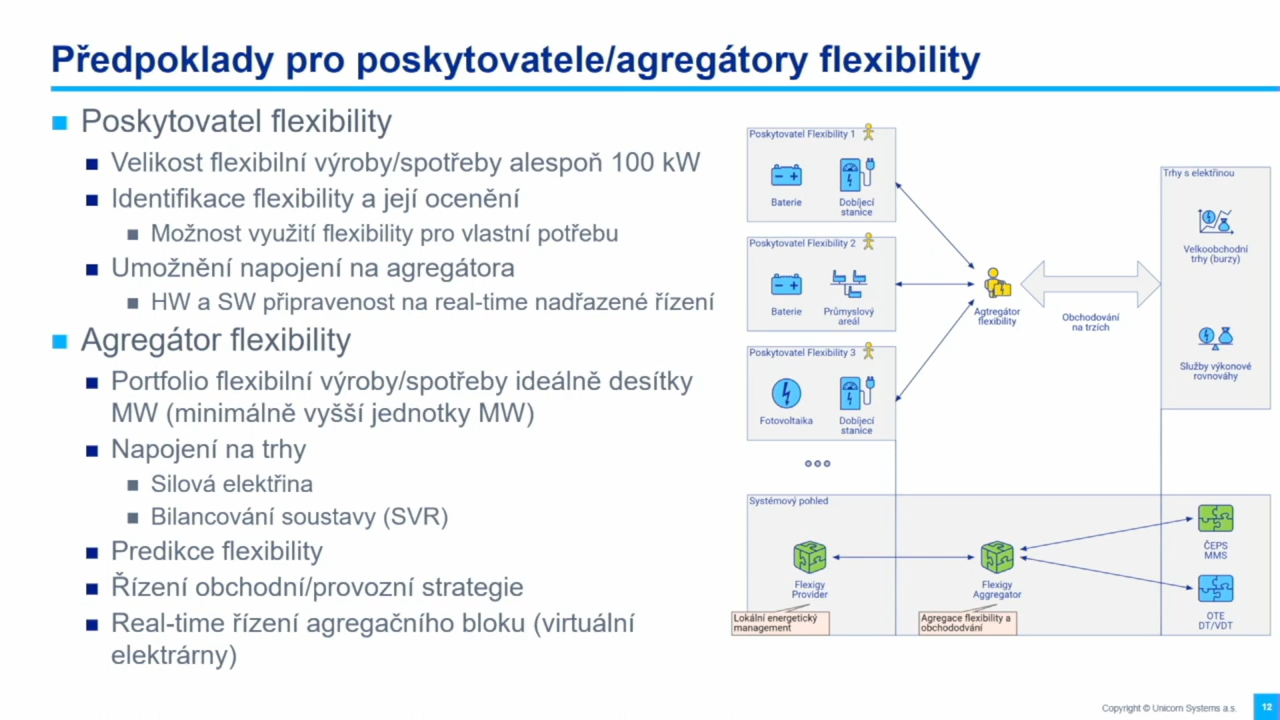 Předpoklady pro poskytovatele/agregátory flexibility
Poskytovatel flexibility
Velikost flexibilní výroby/spotřeby alespoň 100 kW
Identifikace flexibility a její ocenění
Možnost využití flexibility pro vlastní potřebu
Umožnění napojení na agregátora
HW a SW připravenost na real-time nadřazené řízení
Agregátor flexibility
Portfolio flexibilní výroby/spotřeby ideálně desítky
MW (minimálně vyšší jednotky MW)
Napojení na trhy
Silová elektřina
Bilancování soustavy (SVR)
Predikce flexibility
Řízení obchodní/provozní strategie
Real-time řízení agregačního bloku (virtuální
elektrárny)
Poskytovatel Flexibility 1
Baterie
Dobíjecí
stanice
Poskytovatel Flexibility 2
Baterie
Průmyslový
areál
Poskytovatel Flexibility 3
Fotovoltaika
Dobíjecí
stanice
Agtregátor
flexibility
Obchodování
na trzích
Trhy s elektřinou
Velkoobchodní
trhy (burzy)
Služby výkonové
rovnováhy
Systémový pohled
Flexigy
Provider
Lokální energetický
management
Flexigy
Aggregator
Agregace flexibility a
obchododvání
ČEPS
MMS
OTE
DT/VDT
Copyright © Unicorn Systems a.s.
12